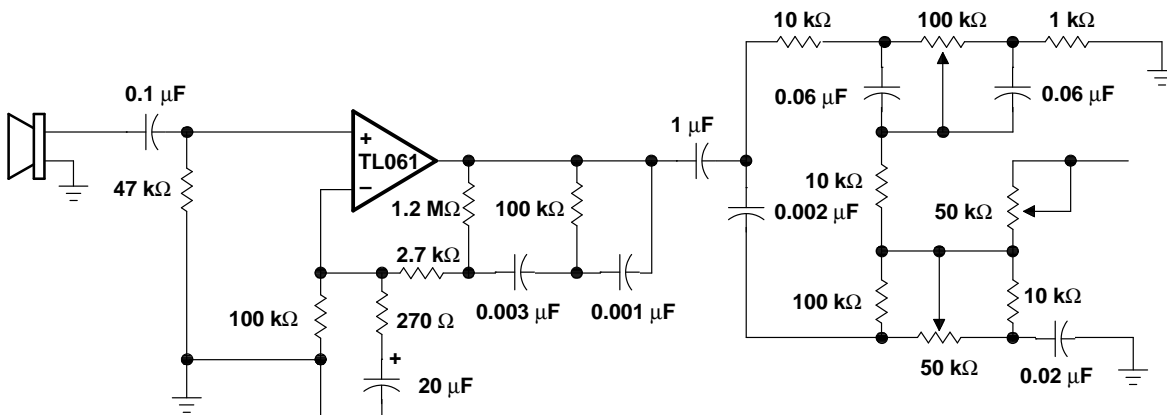 10 kΩ
100 kΩ
1 kΩ
0.06 µF
0.06 µF
0.1 µF
1 µF
+
TL061
−
47 kΩ
1.2 MΩ
100 kΩ
10 kΩ
0.002 µF
50 kΩ
2.7 kΩ
0.003 µF
0.001 µF
100 kΩ
270 Ω
100 kΩ
10 kΩ
+
20 µF
50 kΩ
0.02 µF